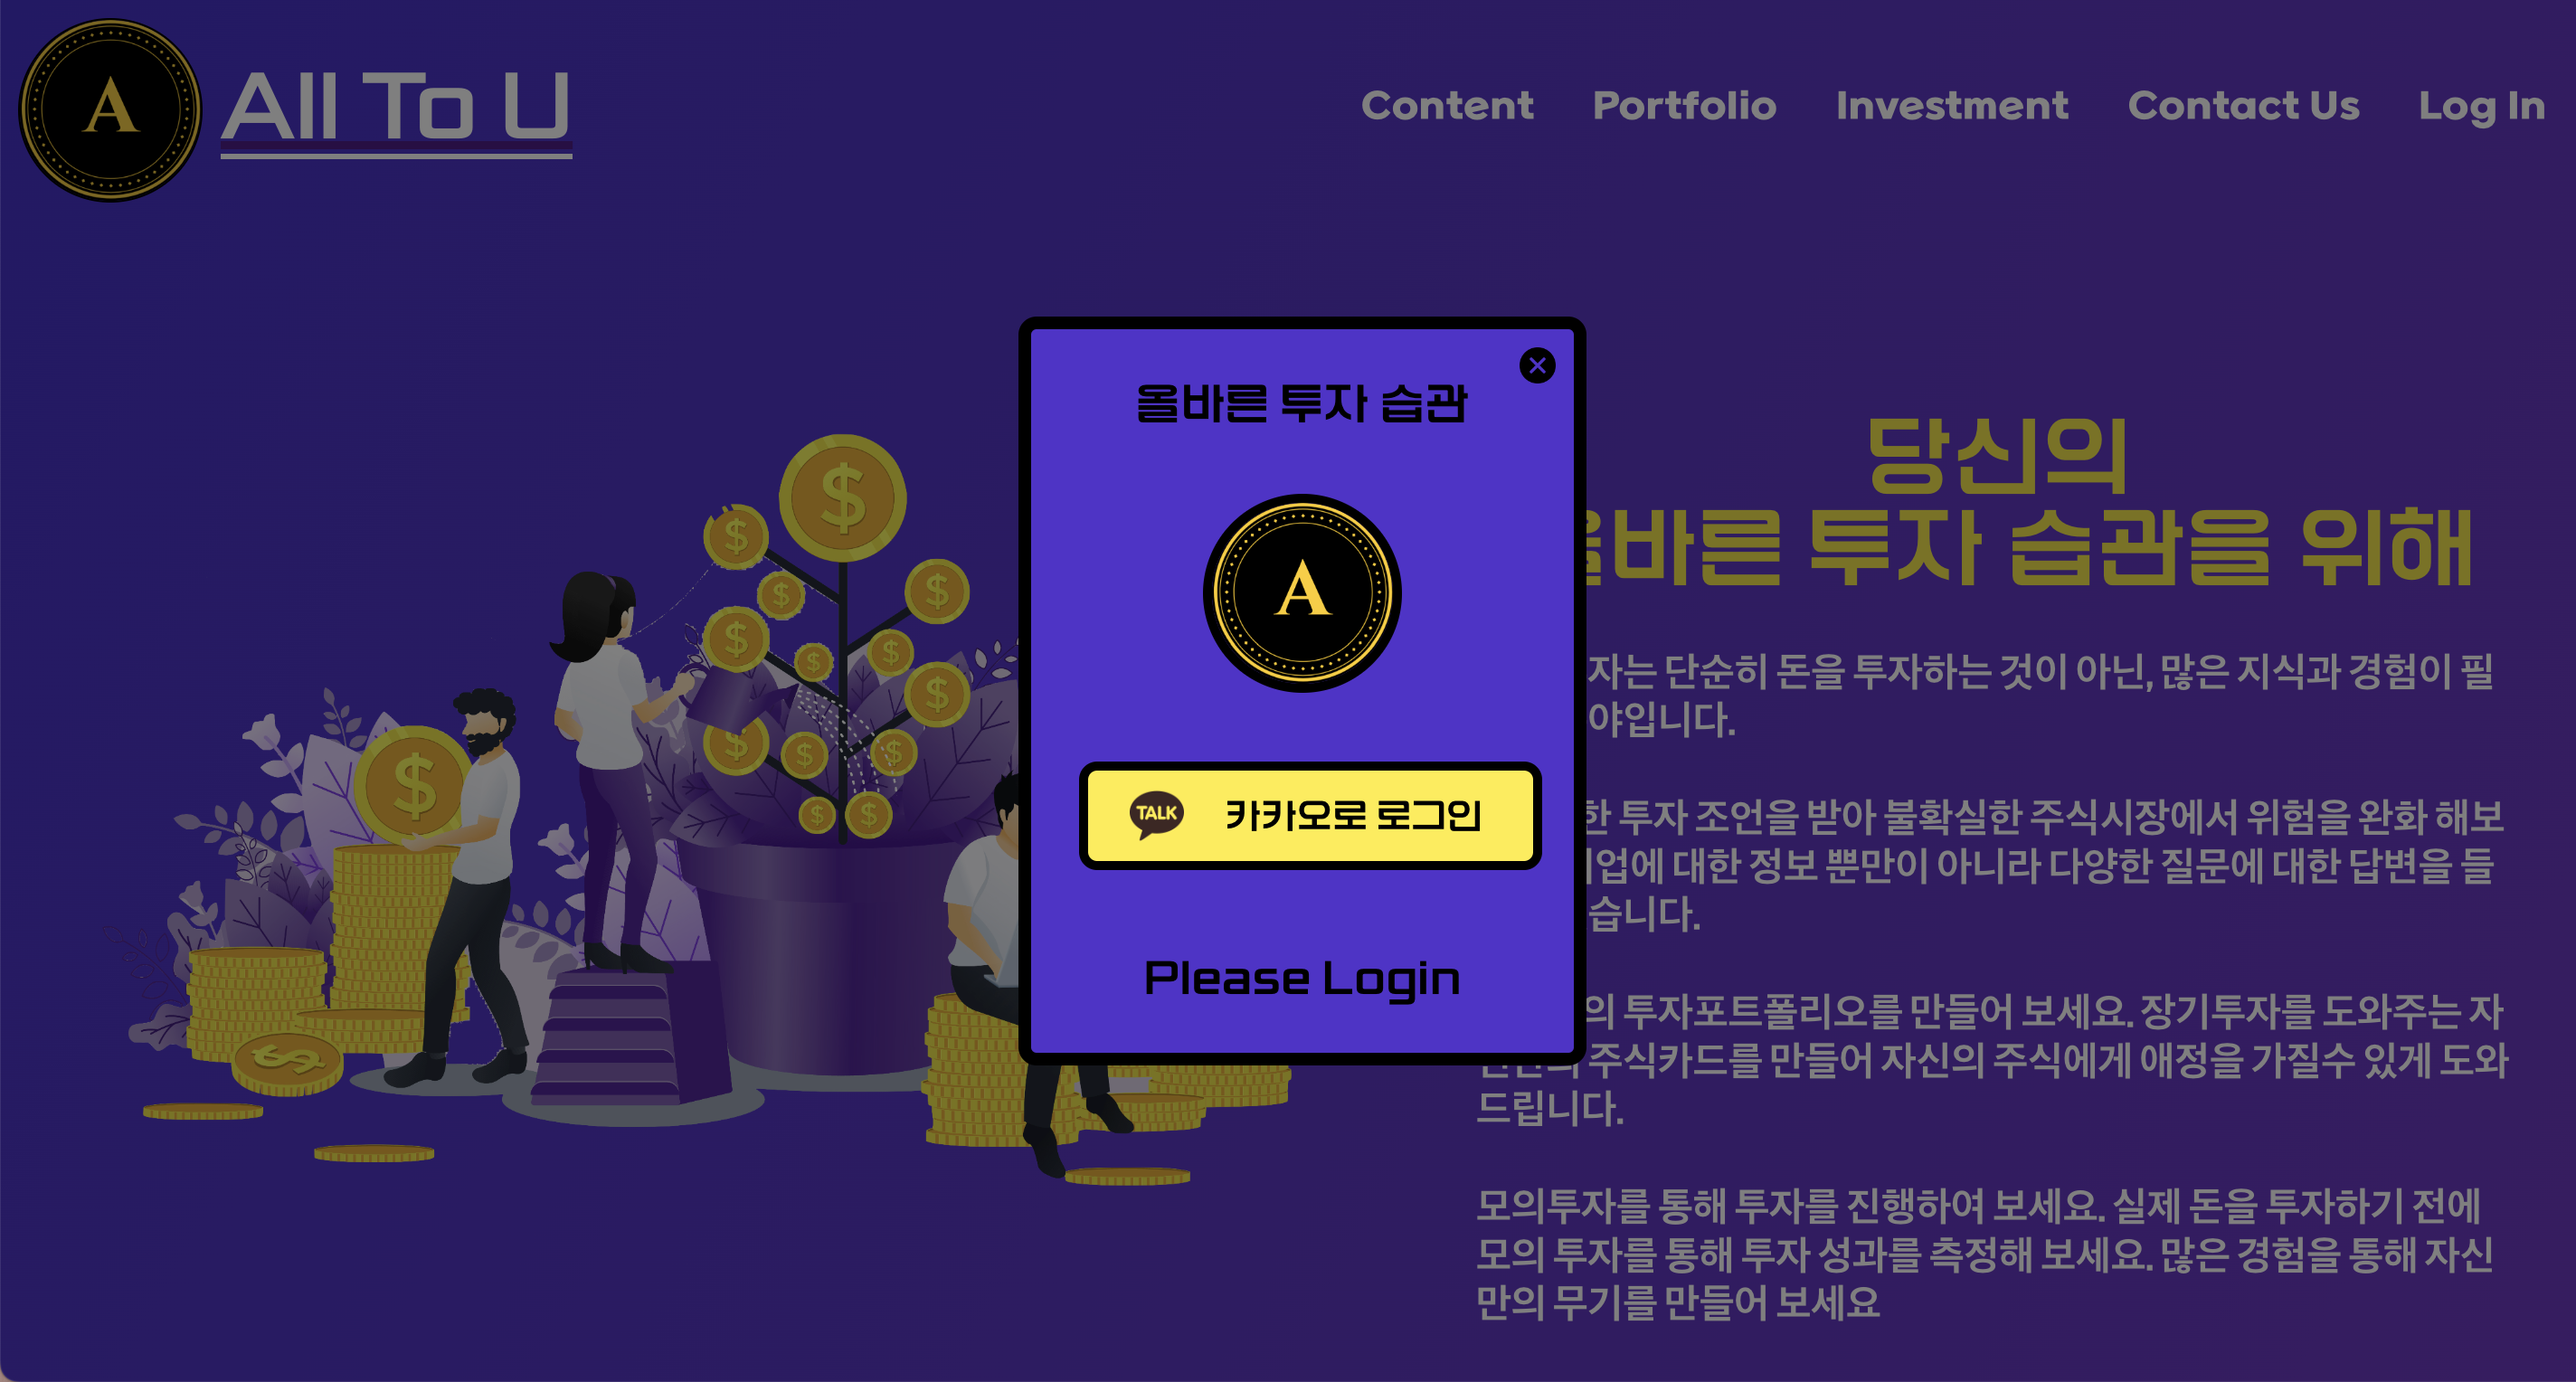 A
All To U
Content Portfolio Investment Contact Us Log In
올바른 투자 습관
A
TALK 카카오로 로그인
Please Login
당신의
바른 투자 습관을 위해
자는 단순히 돈을 투자하는 것이 아닌, 많은 지식과 경험이 필
야입니다.
한 투자 조언을 받아 불확실한 주식시장에서 위험을 완화 해보
업에 대한 정보 뿐만이 아니라 다양한 질문에 대한 답변을 들
습니다.
의 투자포트폴리오를 만들어 보세요. 장기투자를 도와주는 자
주식카드를 만들어 자신의 주식에게 애정을 가질수 있게 도와
드립니다.
모의투자를 통해 투자를 진행하여 보세요. 실제 돈을 투자하기 전에
모의 투자를 통해 투자 성과를 측정해 보세요. 많은 경험을 통해 자신
만의 무기를 만들어 보세요